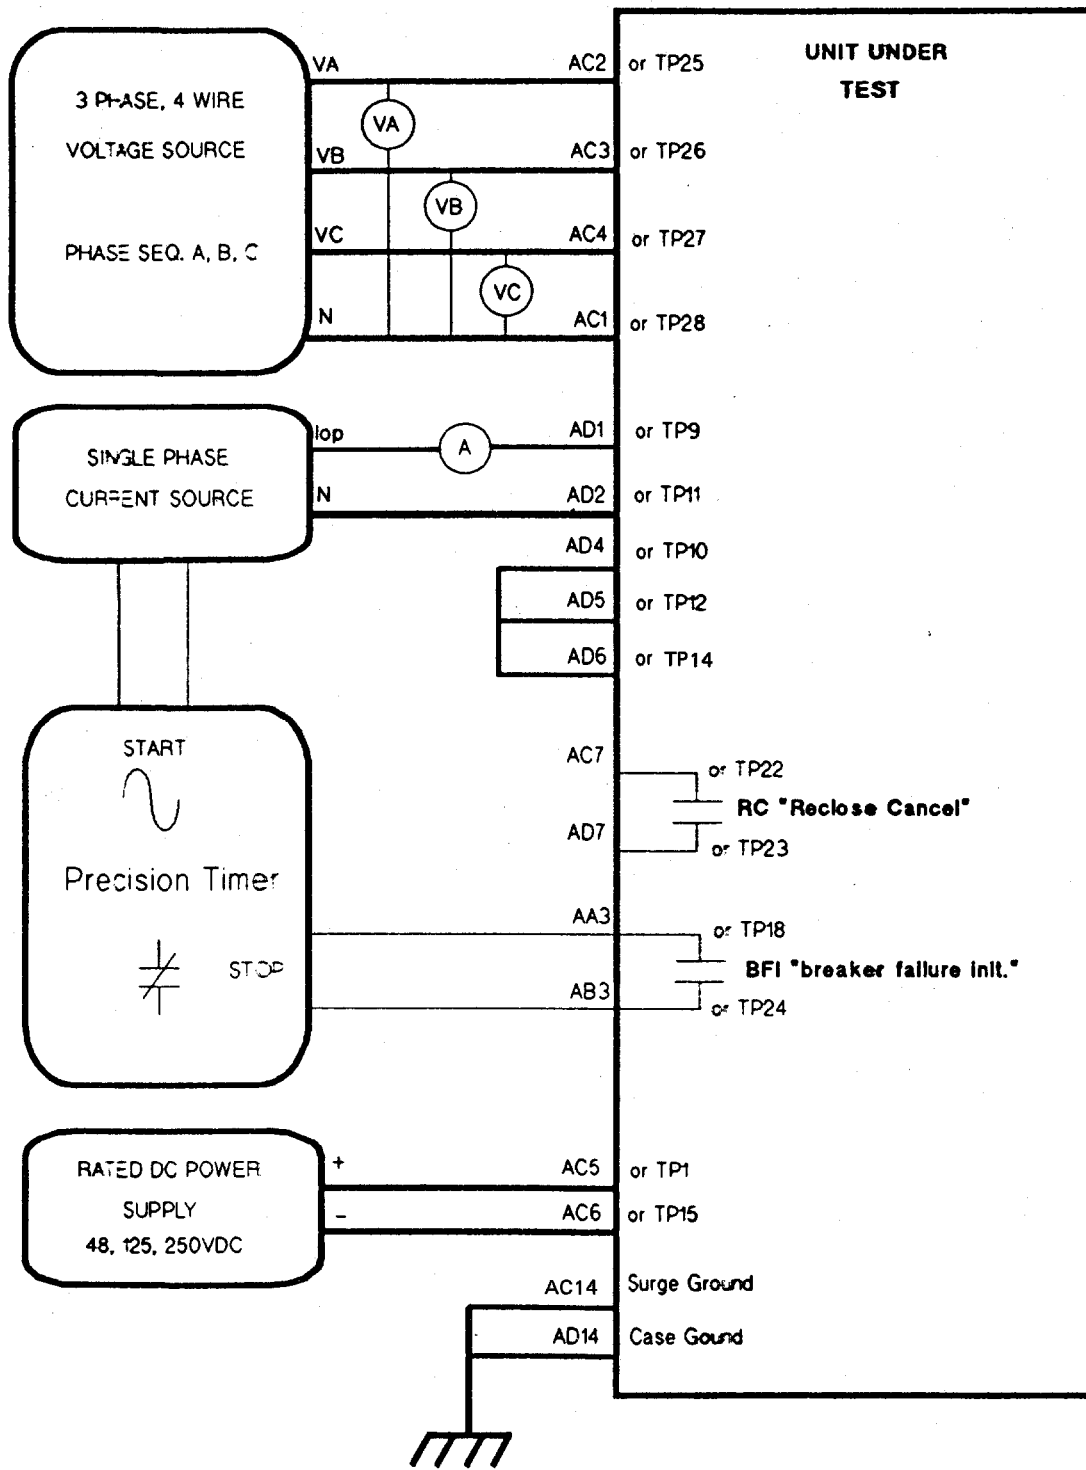 UNIT UNDER
TEST
3 PHASE, 4 WIRE
VOLTAGE SOURCE
PHASE SEQ. A, B, C
VA
AC2 or TP25
VA
VB
AC3 or TP26
VB
VC
AC4 or TP27
VC
N
AC1 or TP28
SINGLE PHASE
CURRENT SOURCE
Iop
A
AD1 or TP9
N
AD2 or TP11
AD4 or TP10
AD5 or TP12
AD6 or TP14
START
Precision Timer
STOP
AC7 or TP22
RC "Reclose Cancel"
AD7 or TP23
AA3 or TP18
BFI "breaker failure init."
AB3 or TP24
RATED DC POWER
SUPPLY
48, 125, 250VDC
+
AC5 or TP1
-
AC6 or TP15
AC14 Surge Ground
AD14 Case Gound